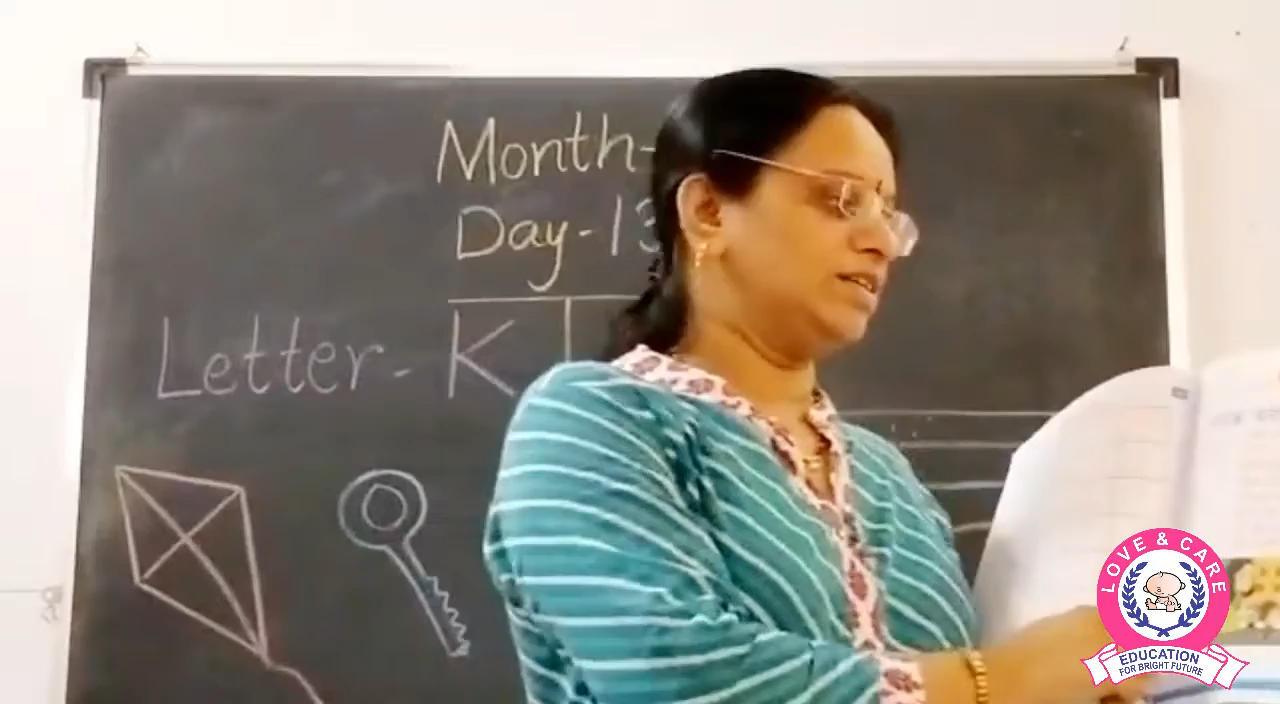 Month-
Day-13
Letter- K
LOVE & CARE
EDUCATION
FOR BRIGHT FUTURE